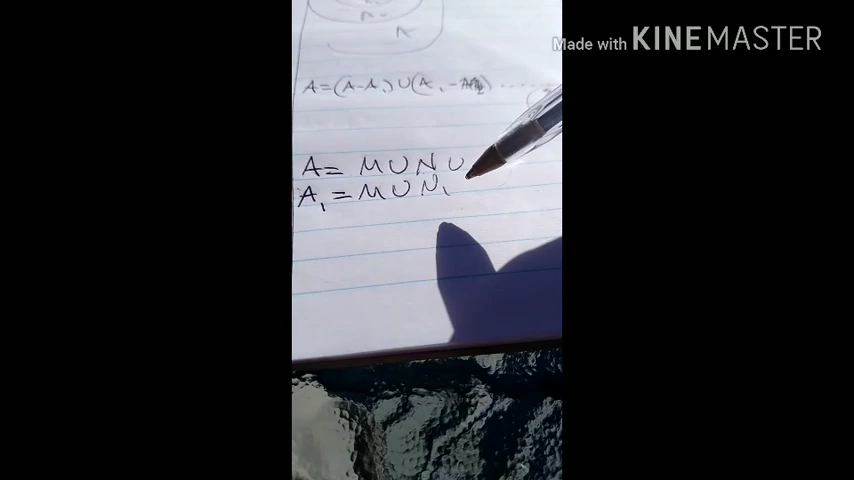 Made with KINEMASTER
A
A=(A-A₁)∪(A₁-A₂) ......
A= M∪N∪
A₁=M∪N₁